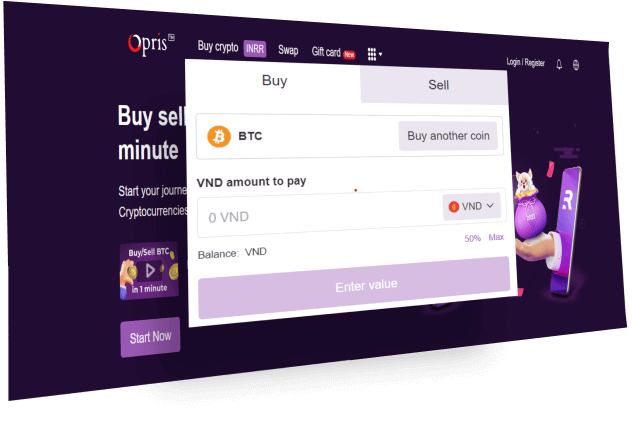 Opris™
Buy crypto INRR Swap Gift card New
Login / Register
Buy Sell
BTC Buy another coin
VND amount to pay
0 VND VND
50% Max
Balance: VND
Enter value
Buy sell
minute
Start your journe
Cryptocurrencies
Buy/Sell BTC
in 1 minute
Start Now